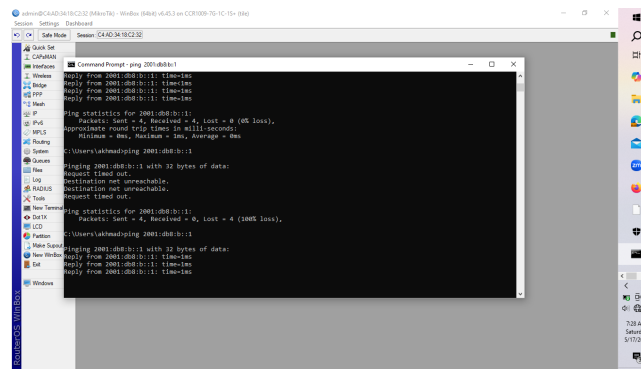 admin@C4:AD:34:18:C2:32 (MikroTik) - WinBox (64bit) v6.45.3 on CCR1009-7G-1C-1S+ (tile)
Session Settings Dashboard
Safe Mode Session: C4:AD:34:18:C2:32
Quick Set
CAPsMAN
Interfaces
Wireless
Bridge
PPP
Mesh
IP
IPv6
MPLS
Routing
System
Queues
Files
Log
RADIUS
Tools
New Terminal
Dot1X
LCD
Partition
Make Supout
New WinBox
Exit
Windows
RouterOS WinBox
Command Prompt - ping 2001:db8:b::1
Reply from 2001:db8:b::1: time=1ms
Reply from 2001:db8:b::1: time<1ms
Reply from 2001:db8:b::1: time=1ms
Reply from 2001:db8:b::1: time=1ms
Ping statistics for 2001:db8:b::1:
Packets: Sent = 4, Received = 4, Lost = 0 (0% loss),
Approximate round trip times in milli-seconds:
Minimum = 0ms, Maximum = 1ms, Average = 0ms
C:\Users\akhmad>ping 2001:db8:b::1
Pinging 2001:db8:b::1 with 32 bytes of data:
Request timed out.
Destination net unreachable.
Destination net unreachable.
Request timed out.
Ping statistics for 2001:db8:b::1:
Packets: Sent = 4, Received = 0, Lost = 4 (100% loss),
C:\Users\akhmad>ping 2001:db8:b::1
Pinging 2001:db8:b::1 with 32 bytes of data:
Reply from 2001:db8:b::1: time=1ms
Reply from 2001:db8:b::1: time=1ms
Reply from 2001:db8:b::1: time=1ms
zm
7:28 A
Satur
5/17/2